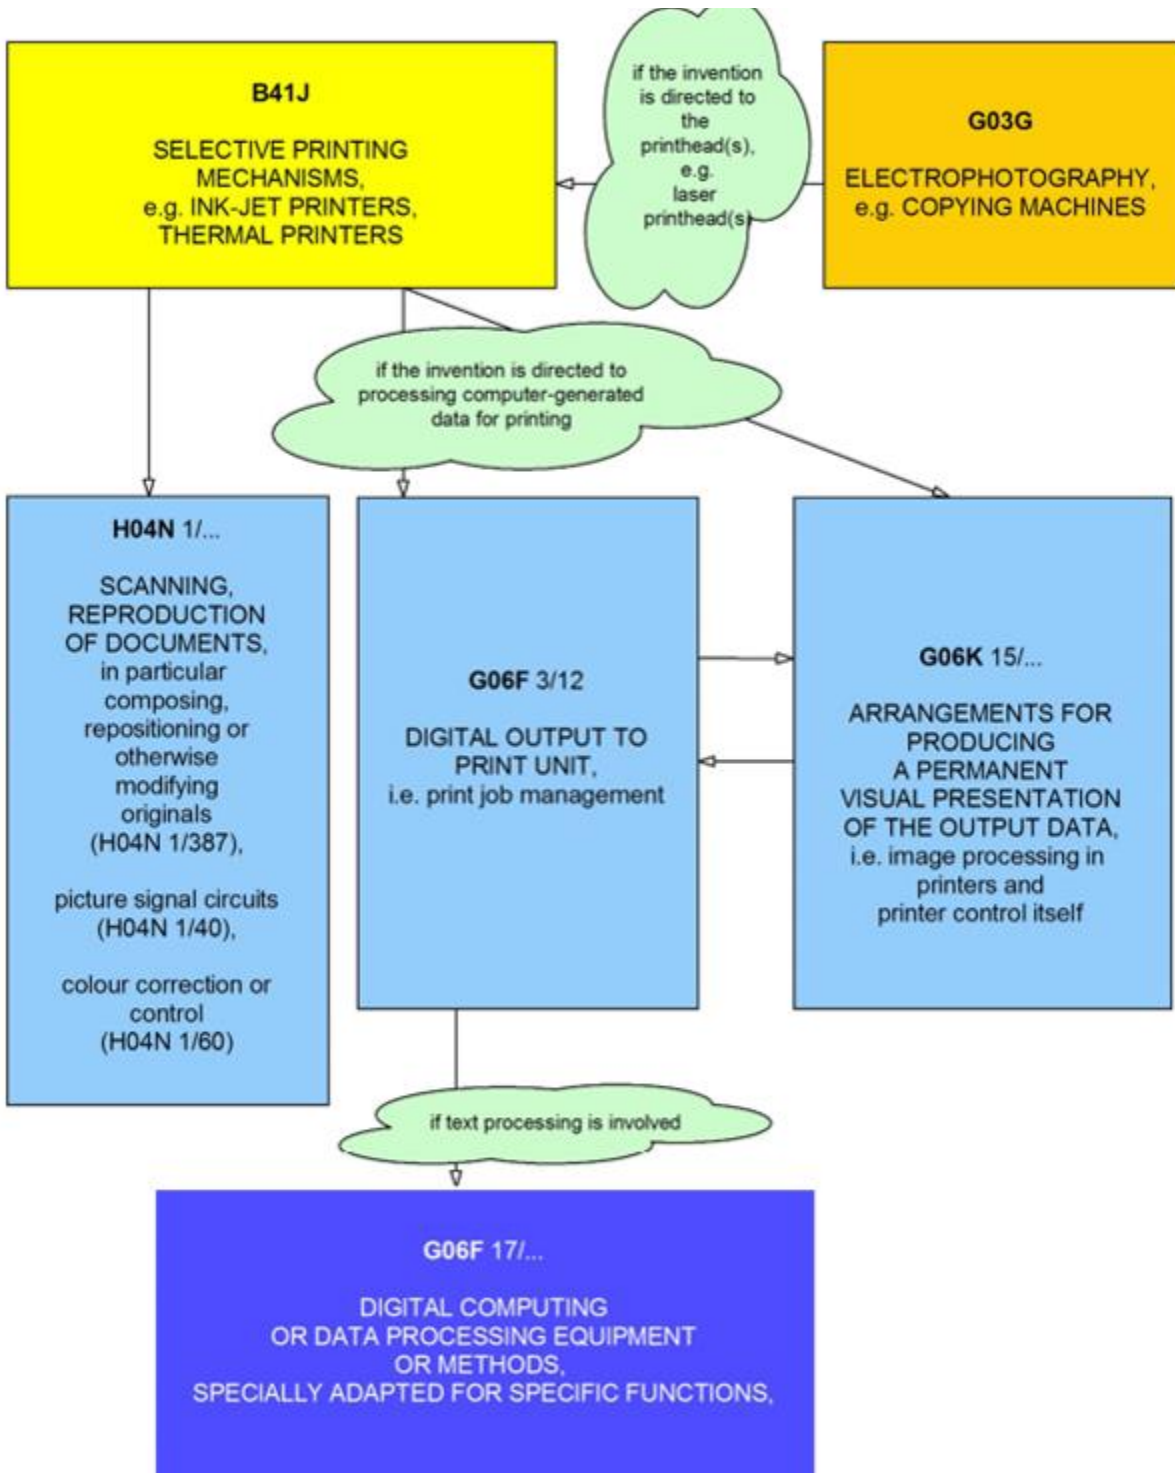 B41J
SELECTIVE PRINTING
MECHANISMS,
e.g. INK-JET PRINTERS,
THERMAL PRINTERS
if the invention
is directed to
the
printhead(s),
e.g.
laser
printhead(s)
G03G
ELECTROPHOTOGRAPHY,
e.g. COPYING MACHINES
if the invention is directed to
processing computer-generated
data for printing
H04N 1/...
SCANNING,
REPRODUCTION
OF DOCUMENTS,
in particular
composing,
repositioning or
otherwise
modifying
originals
(H04N 1/387),
picture signal circuits
(H04N 1/40),
colour correction or
control
(H04N 1/60)
G06F 3/12
DIGITAL OUTPUT TO
PRINT UNIT,
i.e. print job management
G06K 15/...
ARRANGEMENTS FOR
PRODUCING
A PERMANENT
VISUAL PRESENTATION
OF THE OUTPUT DATA,
i.e. image processing in
printers and
printer control itself
if text processing is involved
G06F 17/...
DIGITAL COMPUTING
OR DATA PROCESSING EQUIPMENT
OR METHODS,
SPECIALLY ADAPTED FOR SPECIFIC FUNCTIONS,